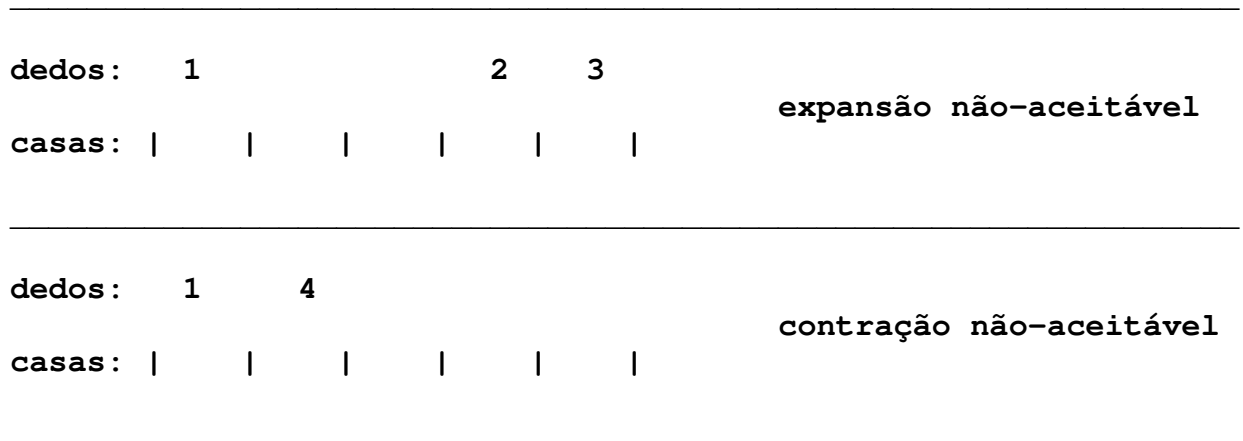 dedos: 1 2 3
expansão não-aceitável
casas: | | | | | |
dedos: 1 4
contração não-aceitável
casas: | | | | | |